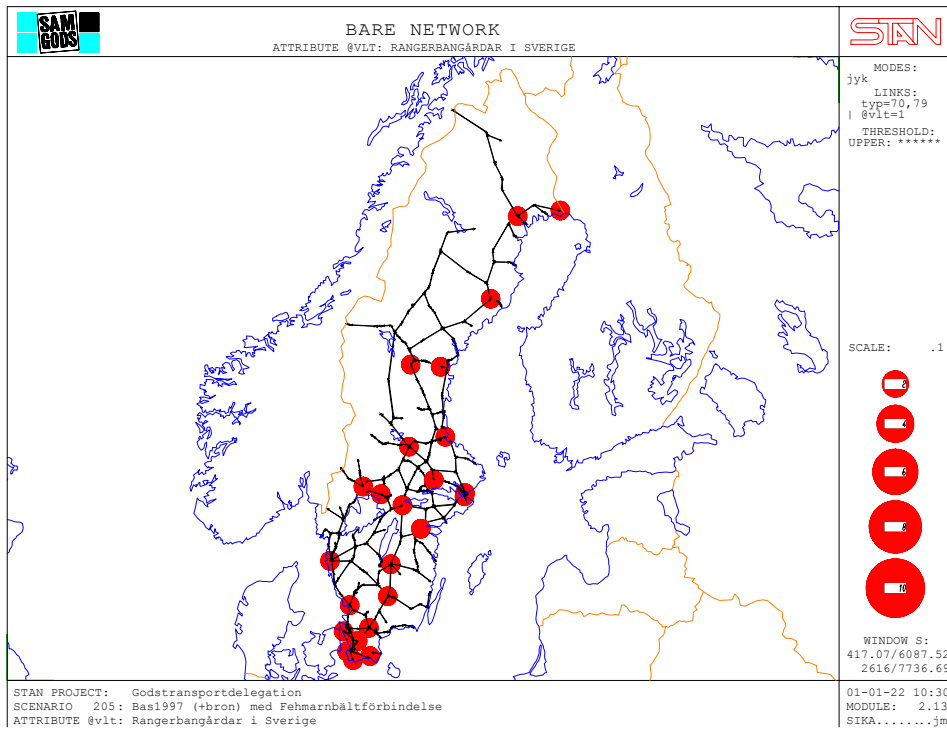 SAM
GODS
BARE NETWORK
ATTRIBUTE @VLT: RANGERBANGåRDAR I SVERIGE
STAN
MODES:
jyk
LINKS:
typ=70,79
| @vlt=1
THRESHOLD:
UPPER: ******
SCALE: .1
2
4
6
8
10
WINDOW S:
417.07/6087.52
2616/7736.69
STAN PROJECT: Godstransportdelegation
SCENARIO 205: Bas1997 (+bron) med Fehmarnbältförbindelse
ATTRIBUTE @vlt: Rangerbangårdar i Sverige
01-01-22 10:30
MODULE: 2.13
SIKA.......jm